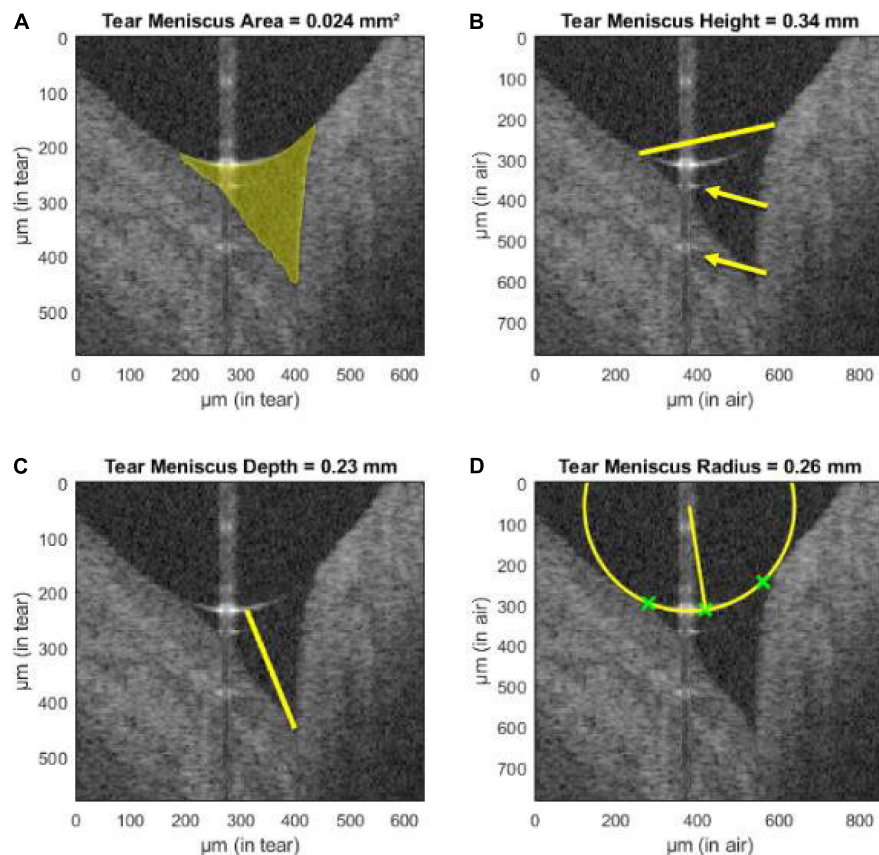 A
Tear Meniscus Area = 0.024 mm²
0
100
200
300
400
500
µm (in tear)
0 100 200 300 400 500 600
µm (in tear)
B
Tear Meniscus Height = 0.34 mm
0
100
200
300
400
500
600
700
µm (in air)
0 200 400 600 800
µm (in air)
C
Tear Meniscus Depth = 0.23 mm
0
100
200
300
400
500
µm (in tear)
0 100 200 300 400 500 600
µm (in tear)
D
Tear Meniscus Radius = 0.26 mm
0
100
200
300
400
500
600
700
µm (in air)
0 200 400 600 800
µm (in air)